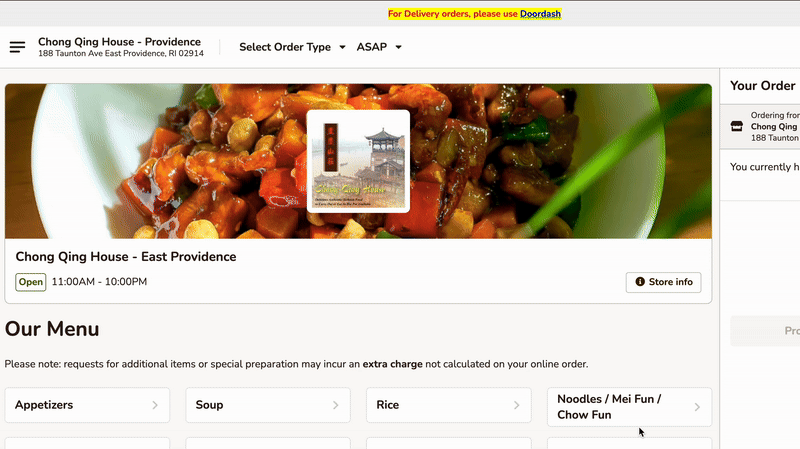 For Delivery orders, please use Doordash
Chong Qing House - Providence
188 Taunton Ave East Providence, RI 02914
Select Order Type
ASAP
Your Order
Ordering from
Chong Qing
188 Taunton
You currently h
Chong Qing House
Chong Qing House - East Providence
Open 11:00AM - 10:00PM
Store info
Our Menu
Please note: requests for additional items or special preparation may incur an extra charge not calculated on your online order.
Pro
Appetizers
Soup
Rice
Noodles / Mei Fun /
Chow Fun